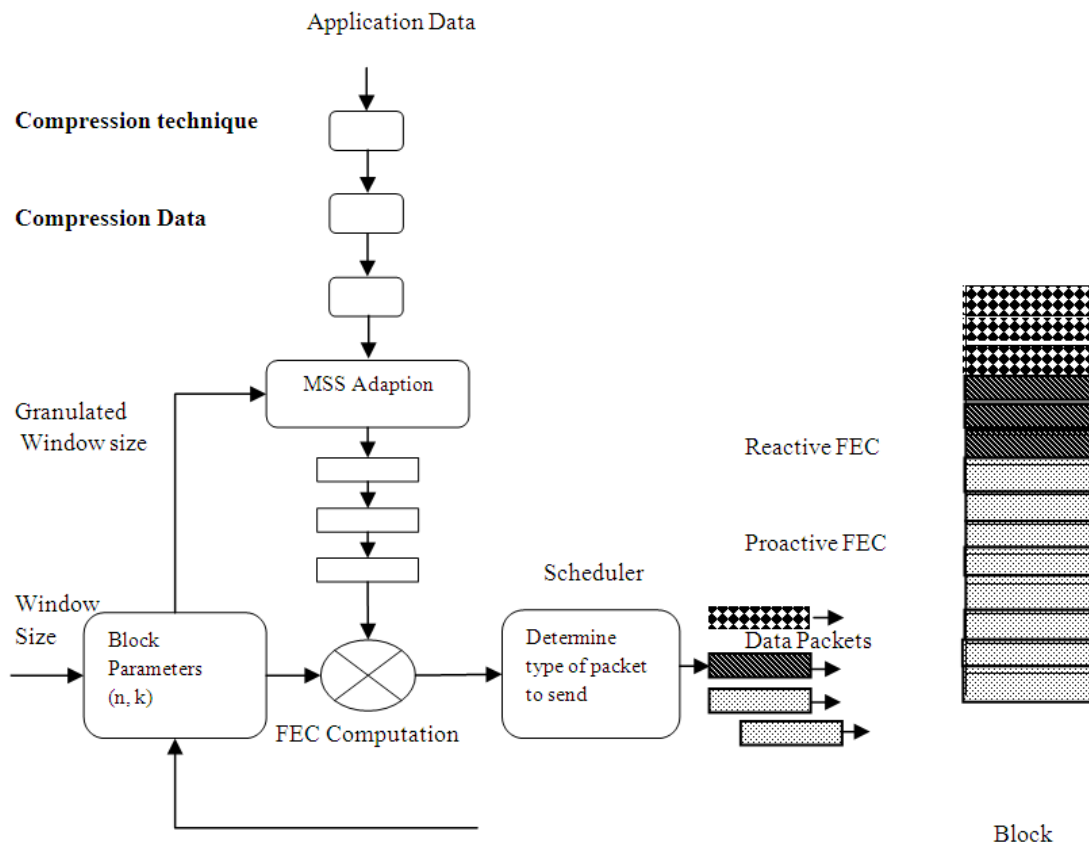 Application Data
Compression technique
Compression Data
MSS Adaption
Granulated
Window size
Reactive FEC
Proactive FEC
Scheduler
Window
Size
Block
Parameters
(n, k)
Determine
type of packet
to send
Data Packets
FEC Computation
Block